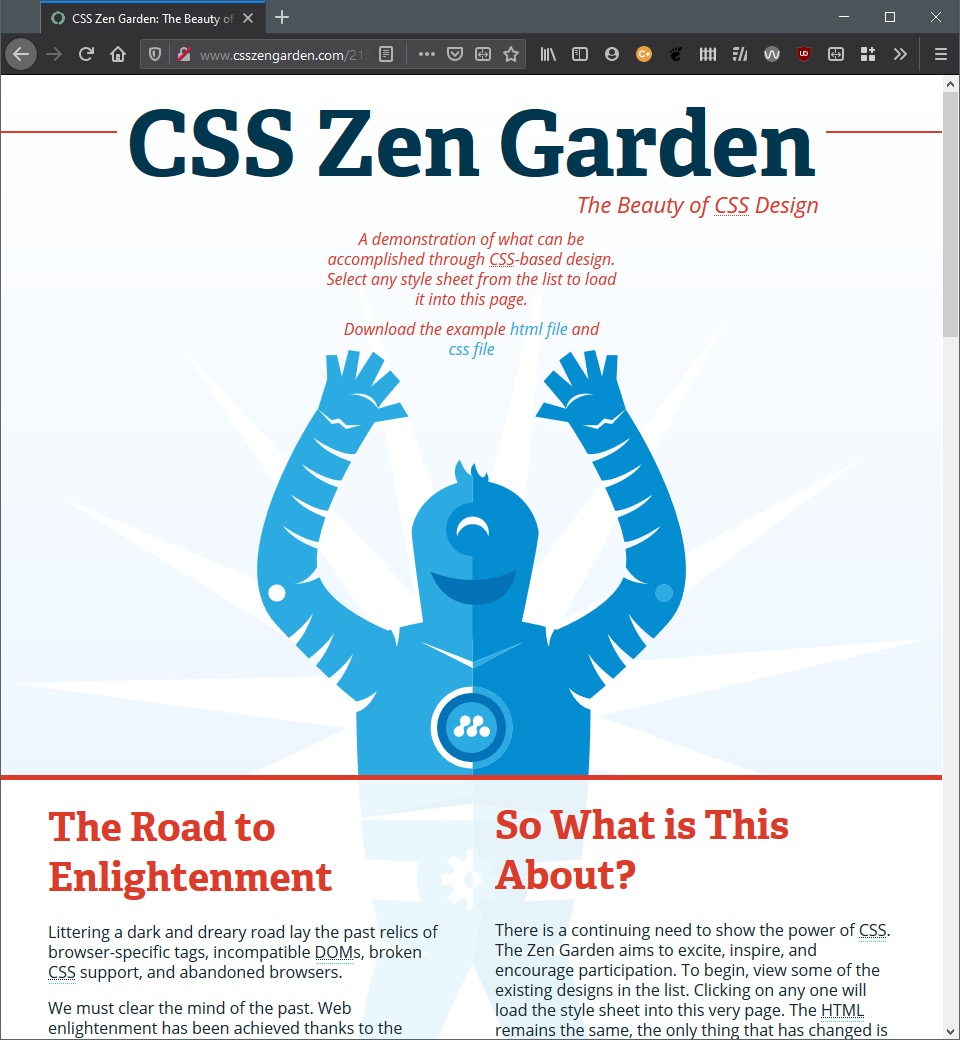 CSS Zen Garden: The Beauty of
www.csszengarden.com/215
CSS Zen Garden
The Beauty of CSS Design
A demonstration of what can be
accomplished through CSS-based design.
Select any style sheet from the list to load
it into this page.
Download the example html file and
css file
The Road to
Enlightenment
Littering a dark and dreary road lay the past relics of
browser-specific tags, incompatible DOMs, broken
CSS support, and abandoned browsers.
We must clear the mind of the past. Web
enlightenment has been achieved thanks to the
So What is This
About?
There is a continuing need to show the power of CSS.
The Zen Garden aims to excite, inspire, and
encourage participation. To begin, view some of the
existing designs in the list. Clicking on any one will
load the style sheet into this very page. The HTML
remains the same, the only thing that has changed is